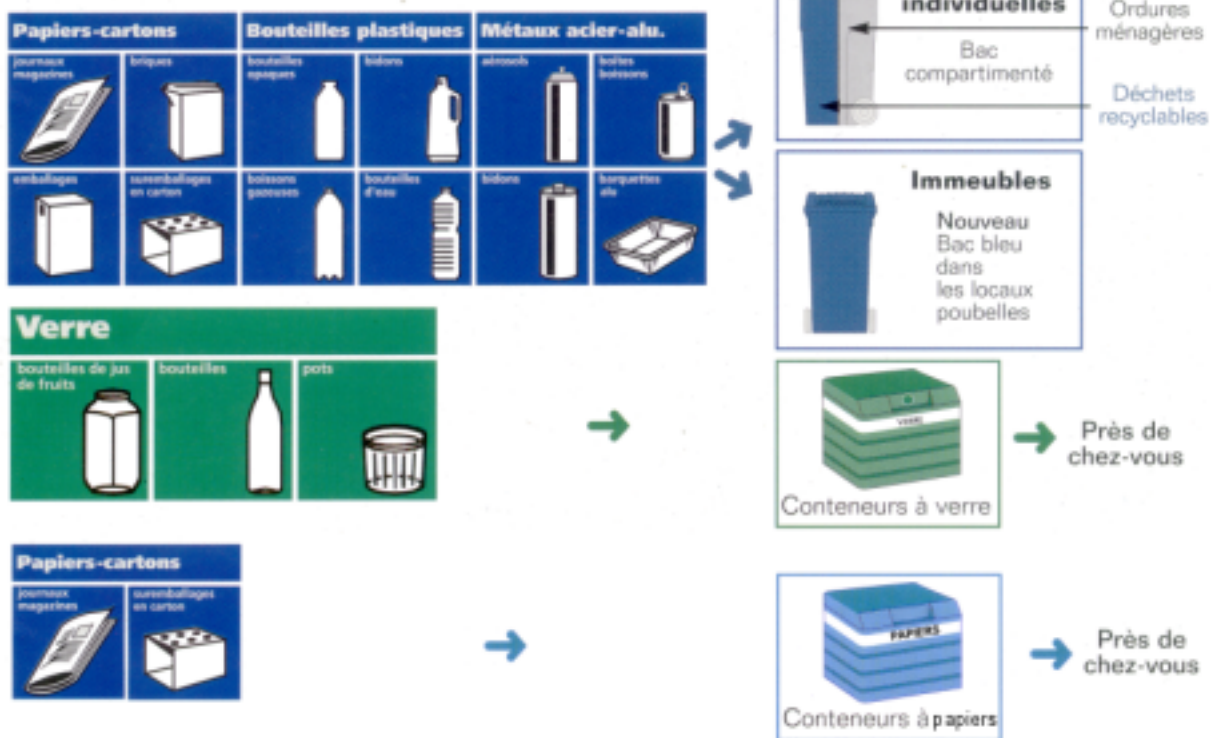 Papiers-cartons
Bouteilles plastiques
Métaux acier-alu.
journaux
magazines
briques
bouteilles
opaques
bidons
aérosols
boîtes
boissons
emballages
suremballages
en carton
boissons
gazeuses
bouteilles
d'eau
bidons
barquettes
alu
individuelles
Bac
compartimenté
Ordures
ménagères
Déchets
recyclables
Immeubles
Nouveau
Bac bleu
dans
les locaux
poubelles
Verre
bouteilles de jus
de fruits
bouteilles
pots
VERRE
Conteneurs à verre
Près de
chez-vous
Papiers-cartons
journaux
magazines
suremballages
en carton
PAPIERS
Conteneurs à papiers
Près de
chez-vous